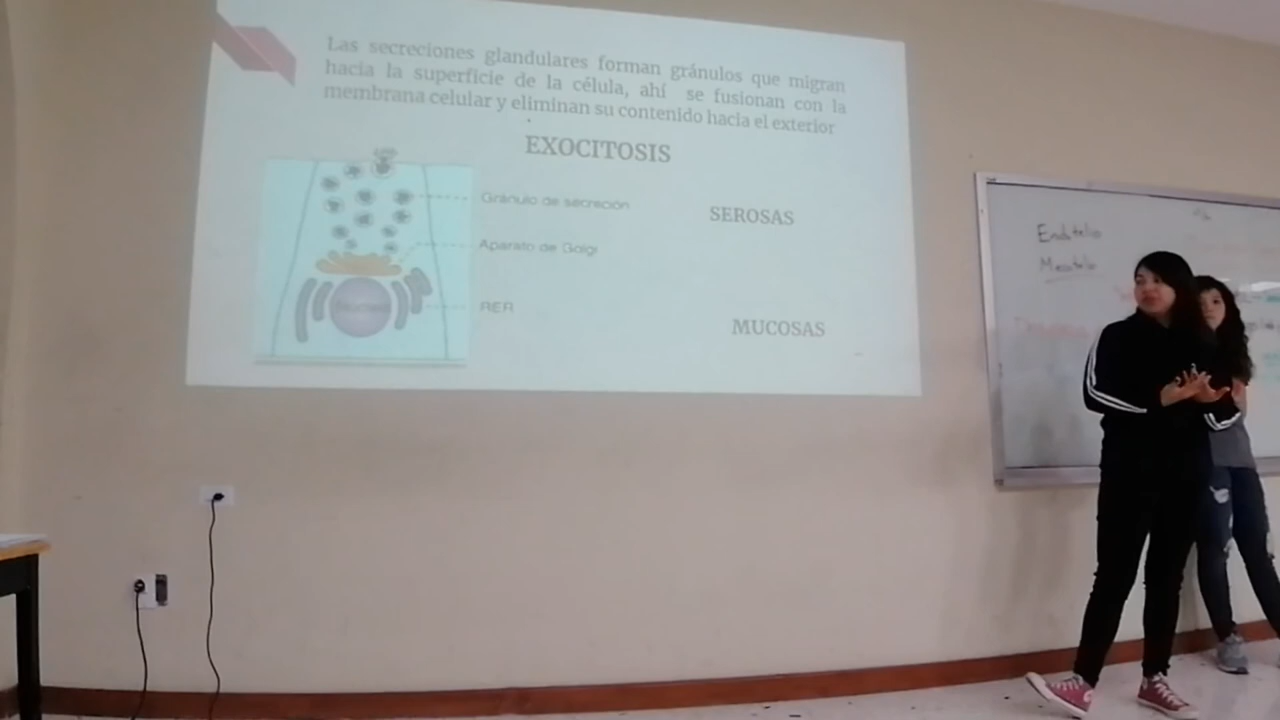 Las secreciones glandulares forman gránulos que migran
hacia la superficie de la célula, ahí se fusionan con la
membrana celular y eliminan su contenido hacia el exterior
EXOCITOSIS
Gránulo de secreción
SEROSAS
Aparato de Golgi
RER
MUCOSAS
Endotelio
Mesotelio